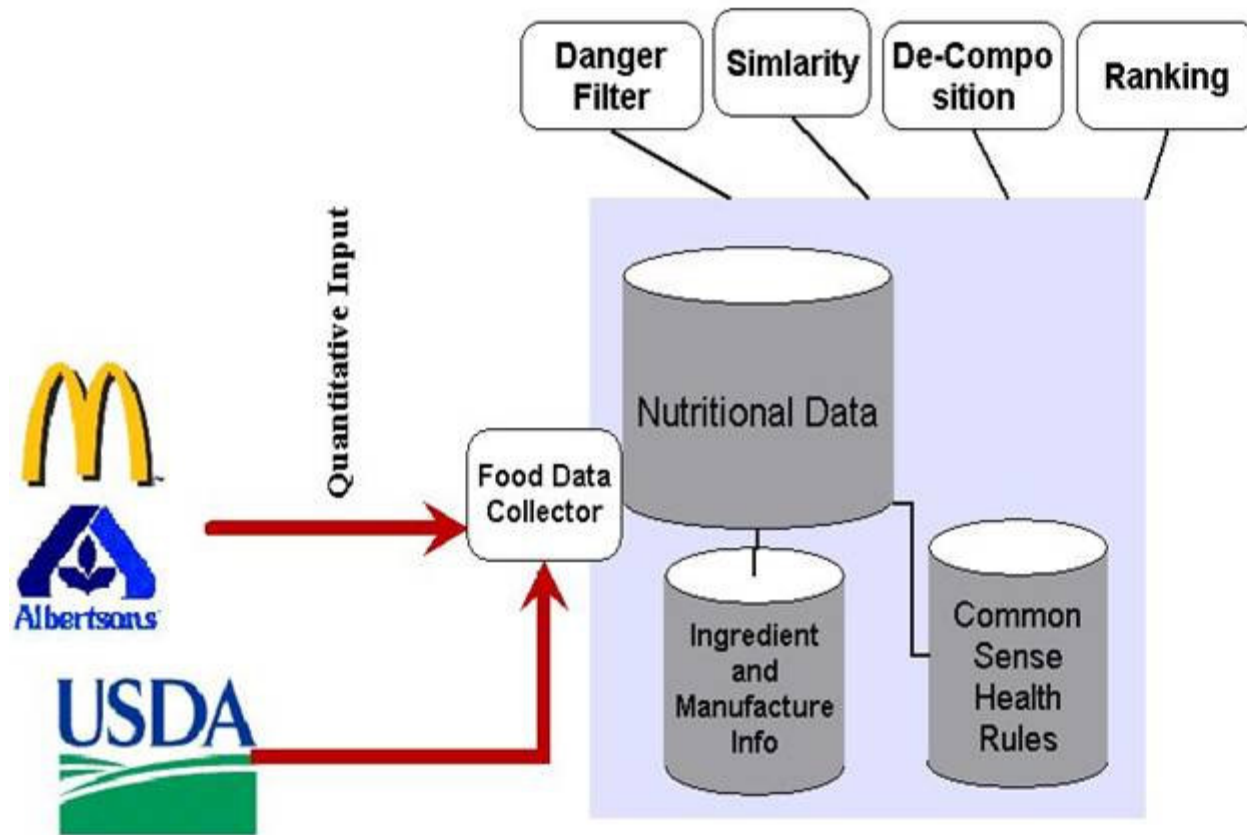 Danger
Filter
Simlarity
De-Compo
sition
Ranking
Quantitative Input
Nutritional Data
Food Data
Collector
Albertsons
Ingredient
and
Manufacture
Info
Common
Sense
Health
Rules
USDA